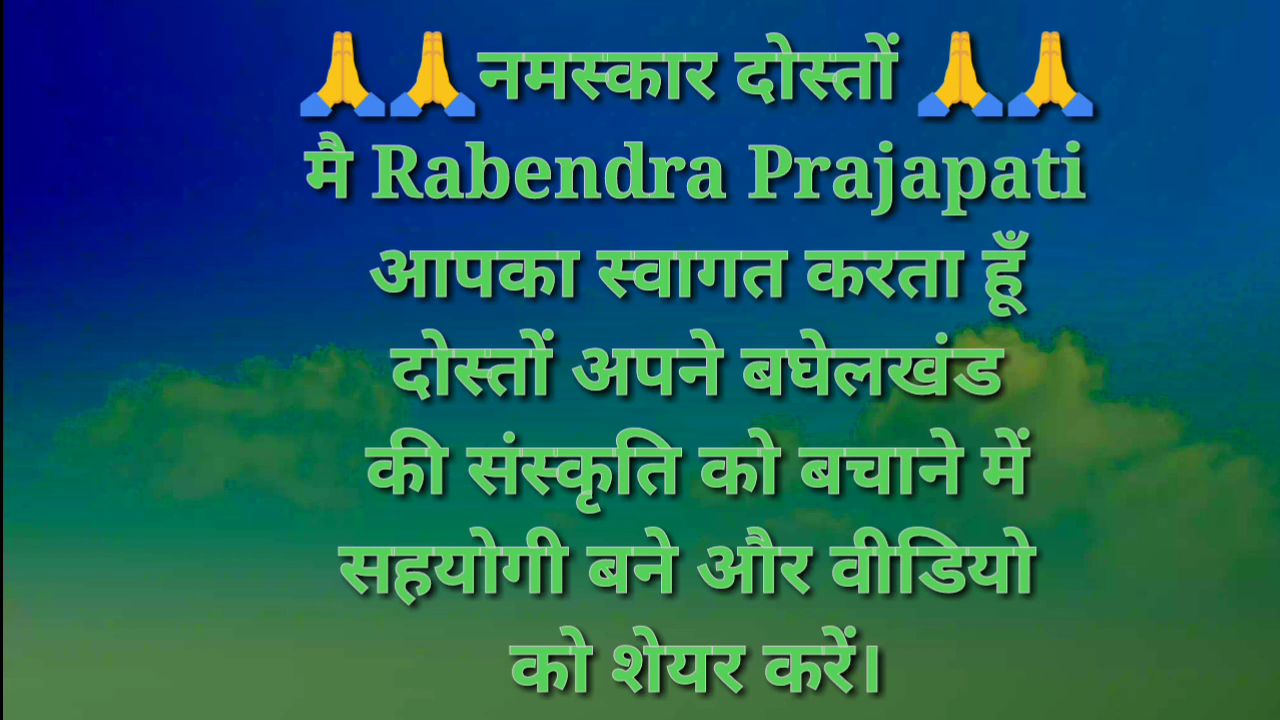 🙏🙏नमस्कार दोस्तों 🙏🙏
मै Rabendra Prajapati
आपका स्वागत करता हूँ
दोस्तों अपने बघेलखंड
की संस्कृति को बचाने में
सहयोगी बने और वीडियो
को शेयर करें।